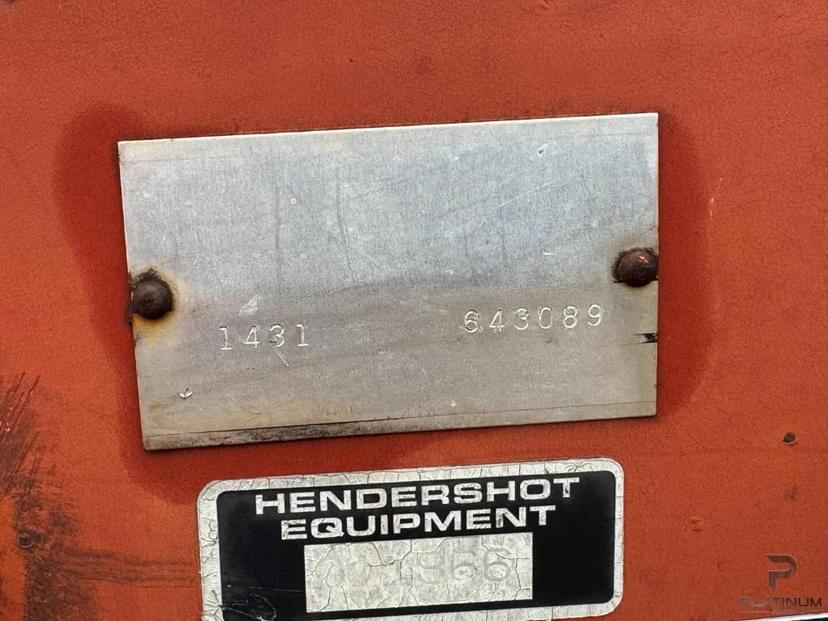 1431 643089
HENDERSHOT
EQUIPMENT
PLATINUM